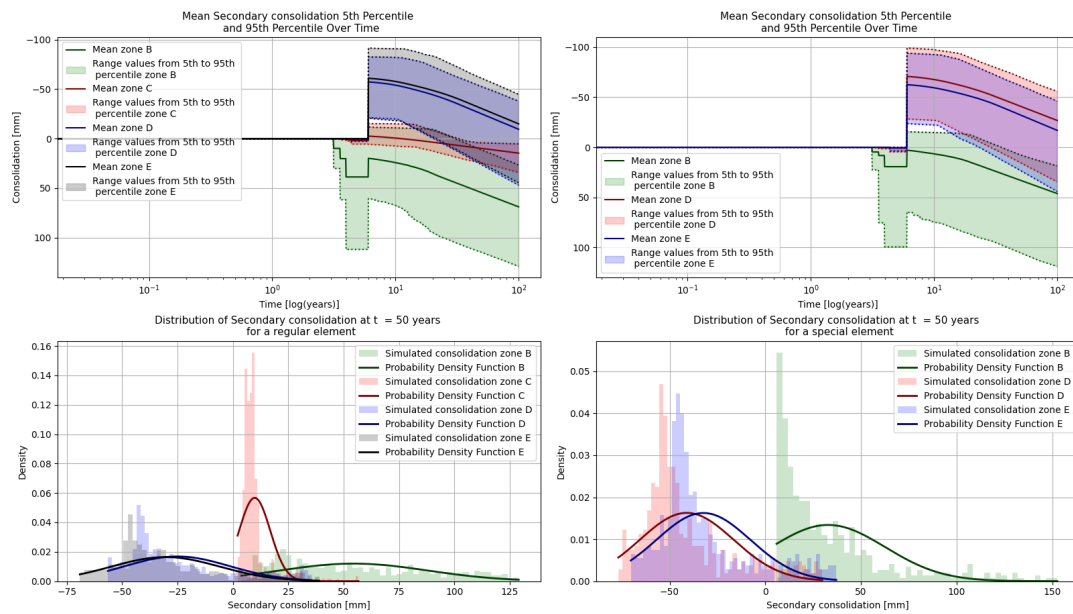 Mean Secondary consolidation 5th Percentile
and 95th Percentile Over Time
Consolidation [mm]
−100
−50
0
50
100
Mean zone B
Range values from 5th to 95th
percentile zone B
Mean zone C
Range values from 5th to 95th
percentile zone C
Mean zone D
Range values from 5th to 95th
percentile zone D
Mean zone E
Range values from 5th to 95th
percentile zone E
10⁻¹ 10⁰ 10¹ 10²
Time [log(years)]
Mean Secondary consolidation 5th Percentile
and 95th Percentile Over Time
Consolidation [mm]
−100
−50
0
50
100
Mean zone B
Range values from 5th to 95th
percentile zone B
Mean zone D
Range values from 5th to 95th
percentile zone D
Mean zone E
Range values from 5th to 95th
percentile zone E
10⁻¹ 10⁰ 10¹ 10²
Time [log(years)]
Distribution of Secondary consolidation at t = 50 years
for a regular element
Density
0.16
0.14
0.12
0.10
0.08
0.06
0.04
0.02
0.00
Simulated consolidation zone B
Probability Density Function B
Simulated consolidation zone C
Probability Density Function C
Simulated consolidation zone D
Probability Density Function D
Simulated consolidation zone E
Probability Density Function E
−75 −50 −25 0 25 50 75 100 125
Secondary consolidation [mm]
Distribution of Secondary consolidation at t = 50 years
for a special element
Density
0.05
0.04
0.03
0.02
0.01
0.00
Simulated consolidation zone B
Probability Density Function B
Simulated consolidation zone D
Probability Density Function D
Simulated consolidation zone E
Probability Density Function E
−50 0 50 100 150
Secondary consolidation [mm]